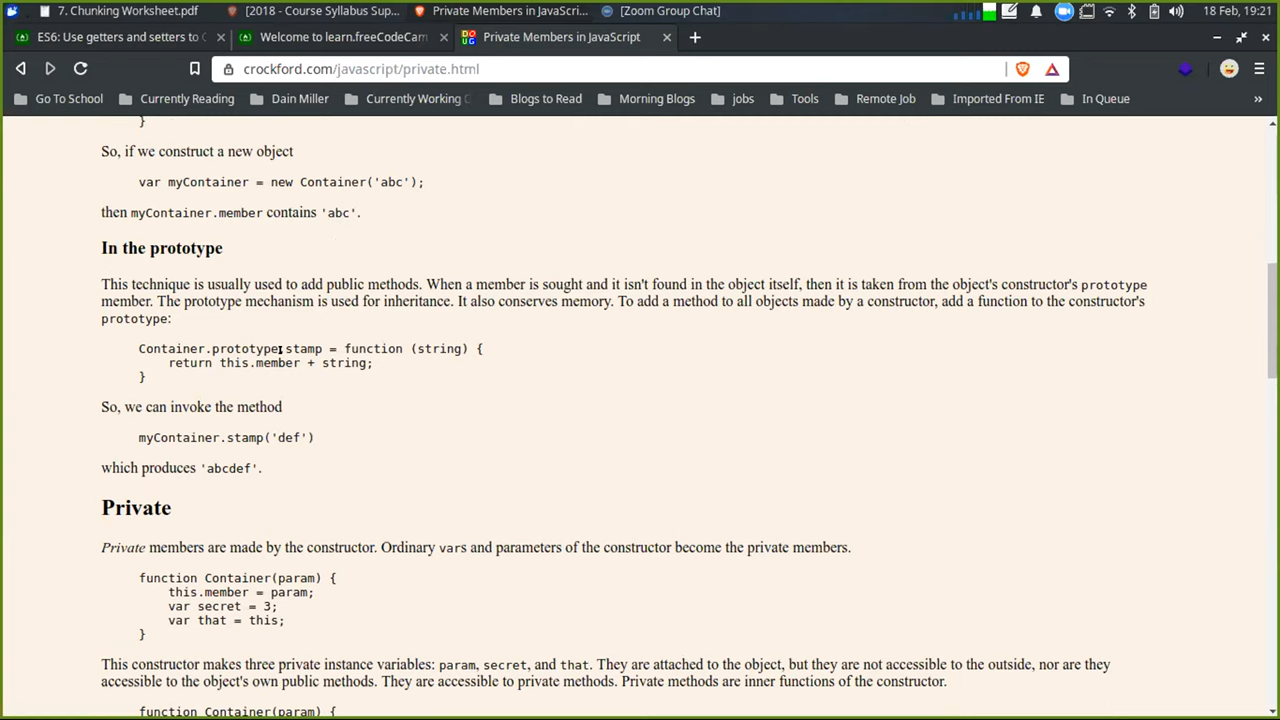 7. Chunking Worksheet.pdf
[2018 - Course Syllabus Sup...
Private Members in JavaScri...
[Zoom Group Chat]
18 Feb, 19:21
ES6: Use getters and setters to C
Welcome to learn.freeCodeCam
Private Members in JavaScript
crockford.com/javascript/private.html
Go To School
Currently Reading
Dain Miller
Currently Working C
Blogs to Read
Morning Blogs
jobs
Tools
Remote Job
Imported From IE
In Queue
}
So, if we construct a new object
var myContainer = new Container('abc');
then myContainer.member contains 'abc'.
In the prototype
This technique is usually used to add public methods. When a member is sought and it isn't found in the object itself, then it is taken from the object's constructor's prototype
member. The prototype mechanism is used for inheritance. It also conserves memory. To add a method to all objects made by a constructor, add a function to the constructor's
prototype:
Container.prototype.stamp = function (string) {
return this.member + string;
}
So, we can invoke the method
myContainer.stamp('def')
which produces 'abcdef'.
Private
Private members are made by the constructor. Ordinary vars and parameters of the constructor become the private members.
function Container(param) {
this.member = param;
var secret = 3;
var that = this;
}
This constructor makes three private instance variables: param, secret, and that. They are attached to the object, but they are not accessible to the outside, nor are they
accessible to the object's own public methods. They are accessible to private methods. Private methods are inner functions of the constructor.
function Container(param) {